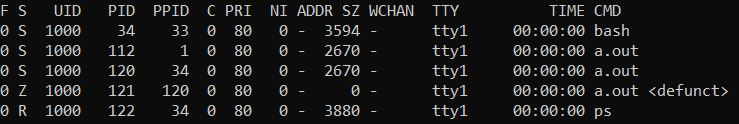 F S   UID   PID  PPID  C PRI  NI ADDR SZ WCHAN  TTY          TIME CMD
0 S  1000    34    33  0  80   0 -  3594 -      tty1     00:00:00 bash
0 S  1000   112     1  0  80   0 -  2670 -      tty1     00:00:00 a.out
0 S  1000   120    34  0  80   0 -  2670 -      tty1     00:00:00 a.out
0 Z  1000   121   120  0  80   0 -     0 -      tty1     00:00:00 a.out <defunct>
0 R  1000   122    34  0  80   0 -  3880 -      tty1     00:00:00 ps